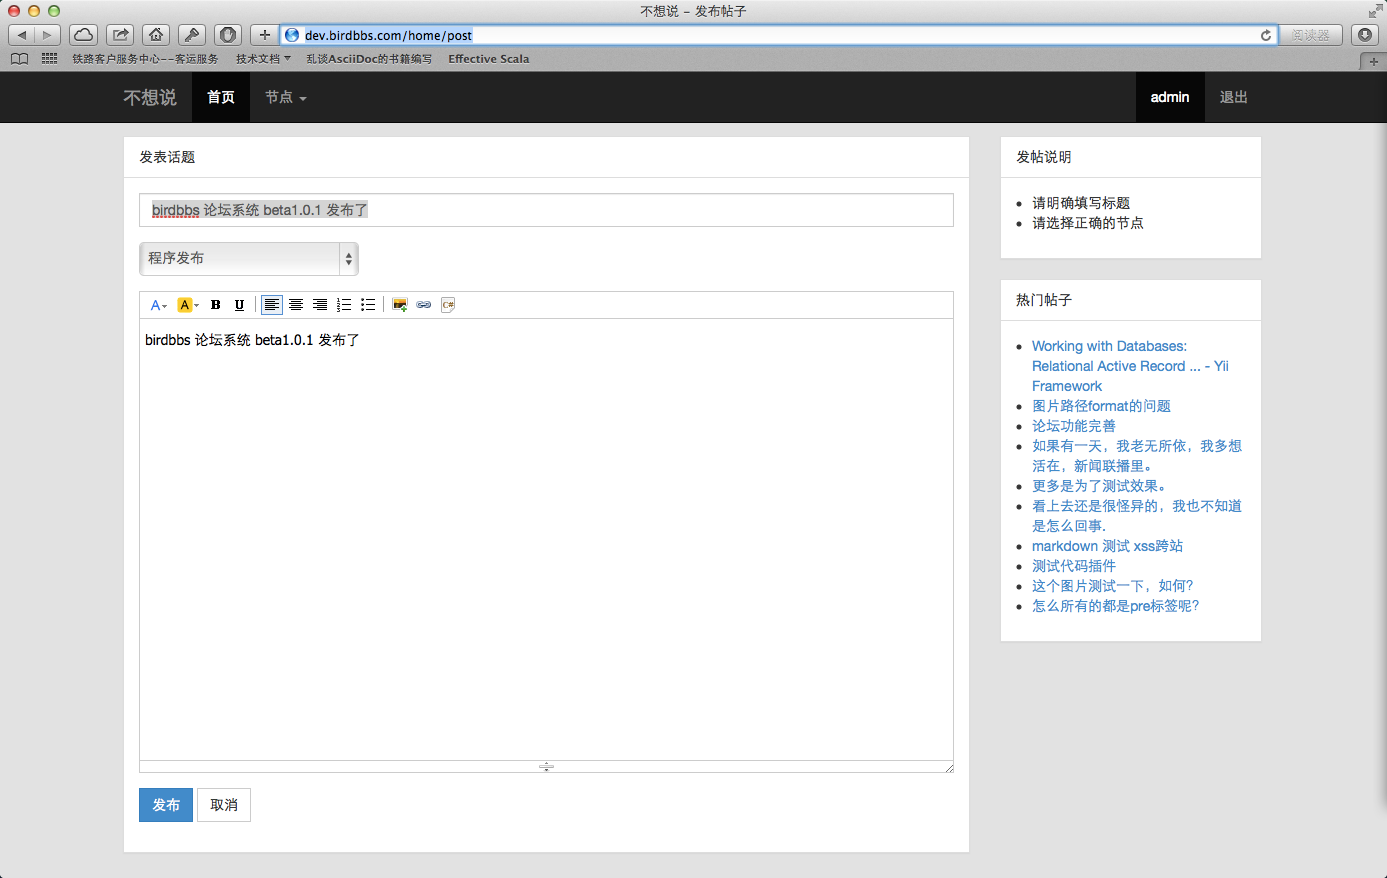 不想说 – 发布帖子
dev.birdbbs.com/home/post
阅读器
铁路客户服务中心--客运服务 技术文档 乱谈AsciiDoc的书籍编写 Effective Scala
不想说 首页 节点 admin 退出
发表话题
birdbbs 论坛系统 beta1.0.1 发布了
程序发布
A A B U C#
birdbbs 论坛系统 beta1.0.1 发布了
发布 取消
发帖说明
请明确填写标题
请选择正确的节点
热门帖子
Working with Databases:
Relational Active Record ... - Yii
Framework
图片路径format的问题
论坛功能完善
如果有一天，我老无所依，我多想
活在，新闻联播里。
更多是为了测试效果。
看上去还是很怪异的，我也不知道
是怎么回事.
markdown 测试 xss跨站
测试代码插件
这个图片测试一下，如何?
怎么所有的都是pre标签呢?